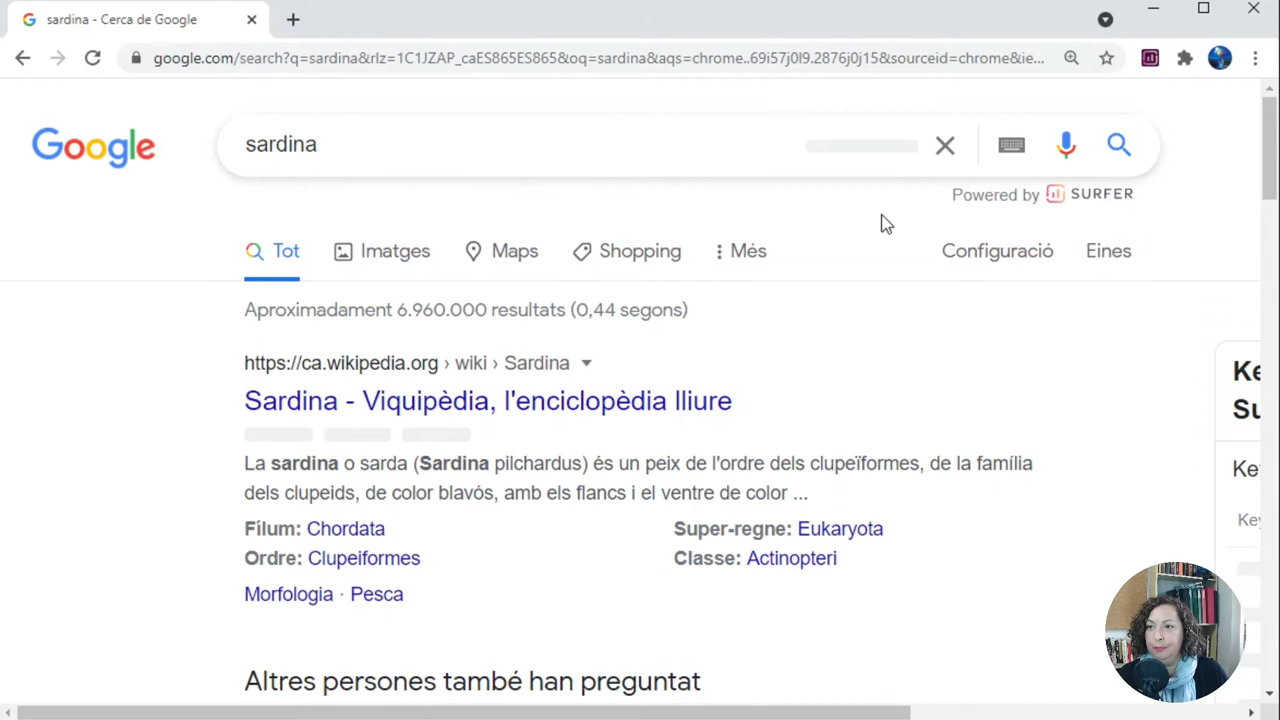 sardina - Cerca de Google
google.com/search?q=sardina&rlz=1C1JZAP_caES865ES865&oq=sardina&aqs=chrome..69i57j0l9.2876j0j15&sourceid=chrome&ie...
Google
sardina
Powered by SURFER
Tot Imatges Maps Shopping Més Configuració Eines
Aproximadament 6.960.000 resultats (0,44 segons)
https://ca.wikipedia.org › wiki › Sardina
Sardina - Viquipèdia, l'enciclopèdia lliure
La sardina o sarda (Sardina pilchardus) és un peix de l'ordre dels clupeïformes, de la família
dels clupeids, de color blavós, amb els flancs i el ventre de color ...
Fílum: Chordata
Super-regne: Eukaryota
Ordre: Clupeiformes
Classe: Actinopteri
Morfologia · Pesca
Altres persones també han preguntat
Ke
Su
Ke
Key